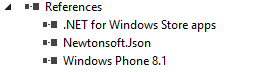 References
.NET for Windows Store apps
Newtonsoft.Json
Windows Phone 8.1